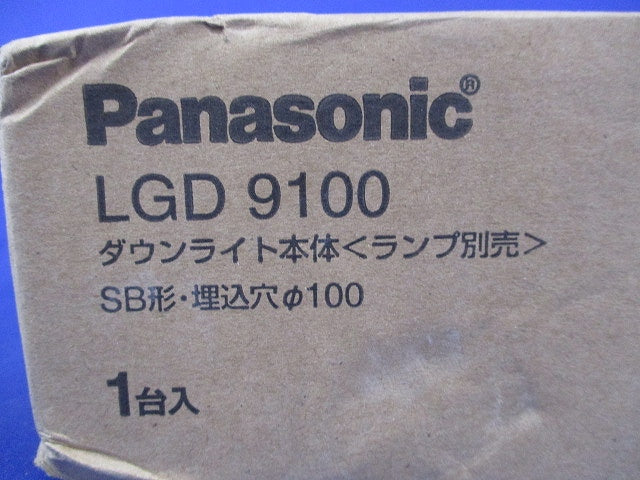 Panasonic®
LGD 9100
ダウンライト本体<ランプ別売>
SB形・埋込穴φ100
1台入